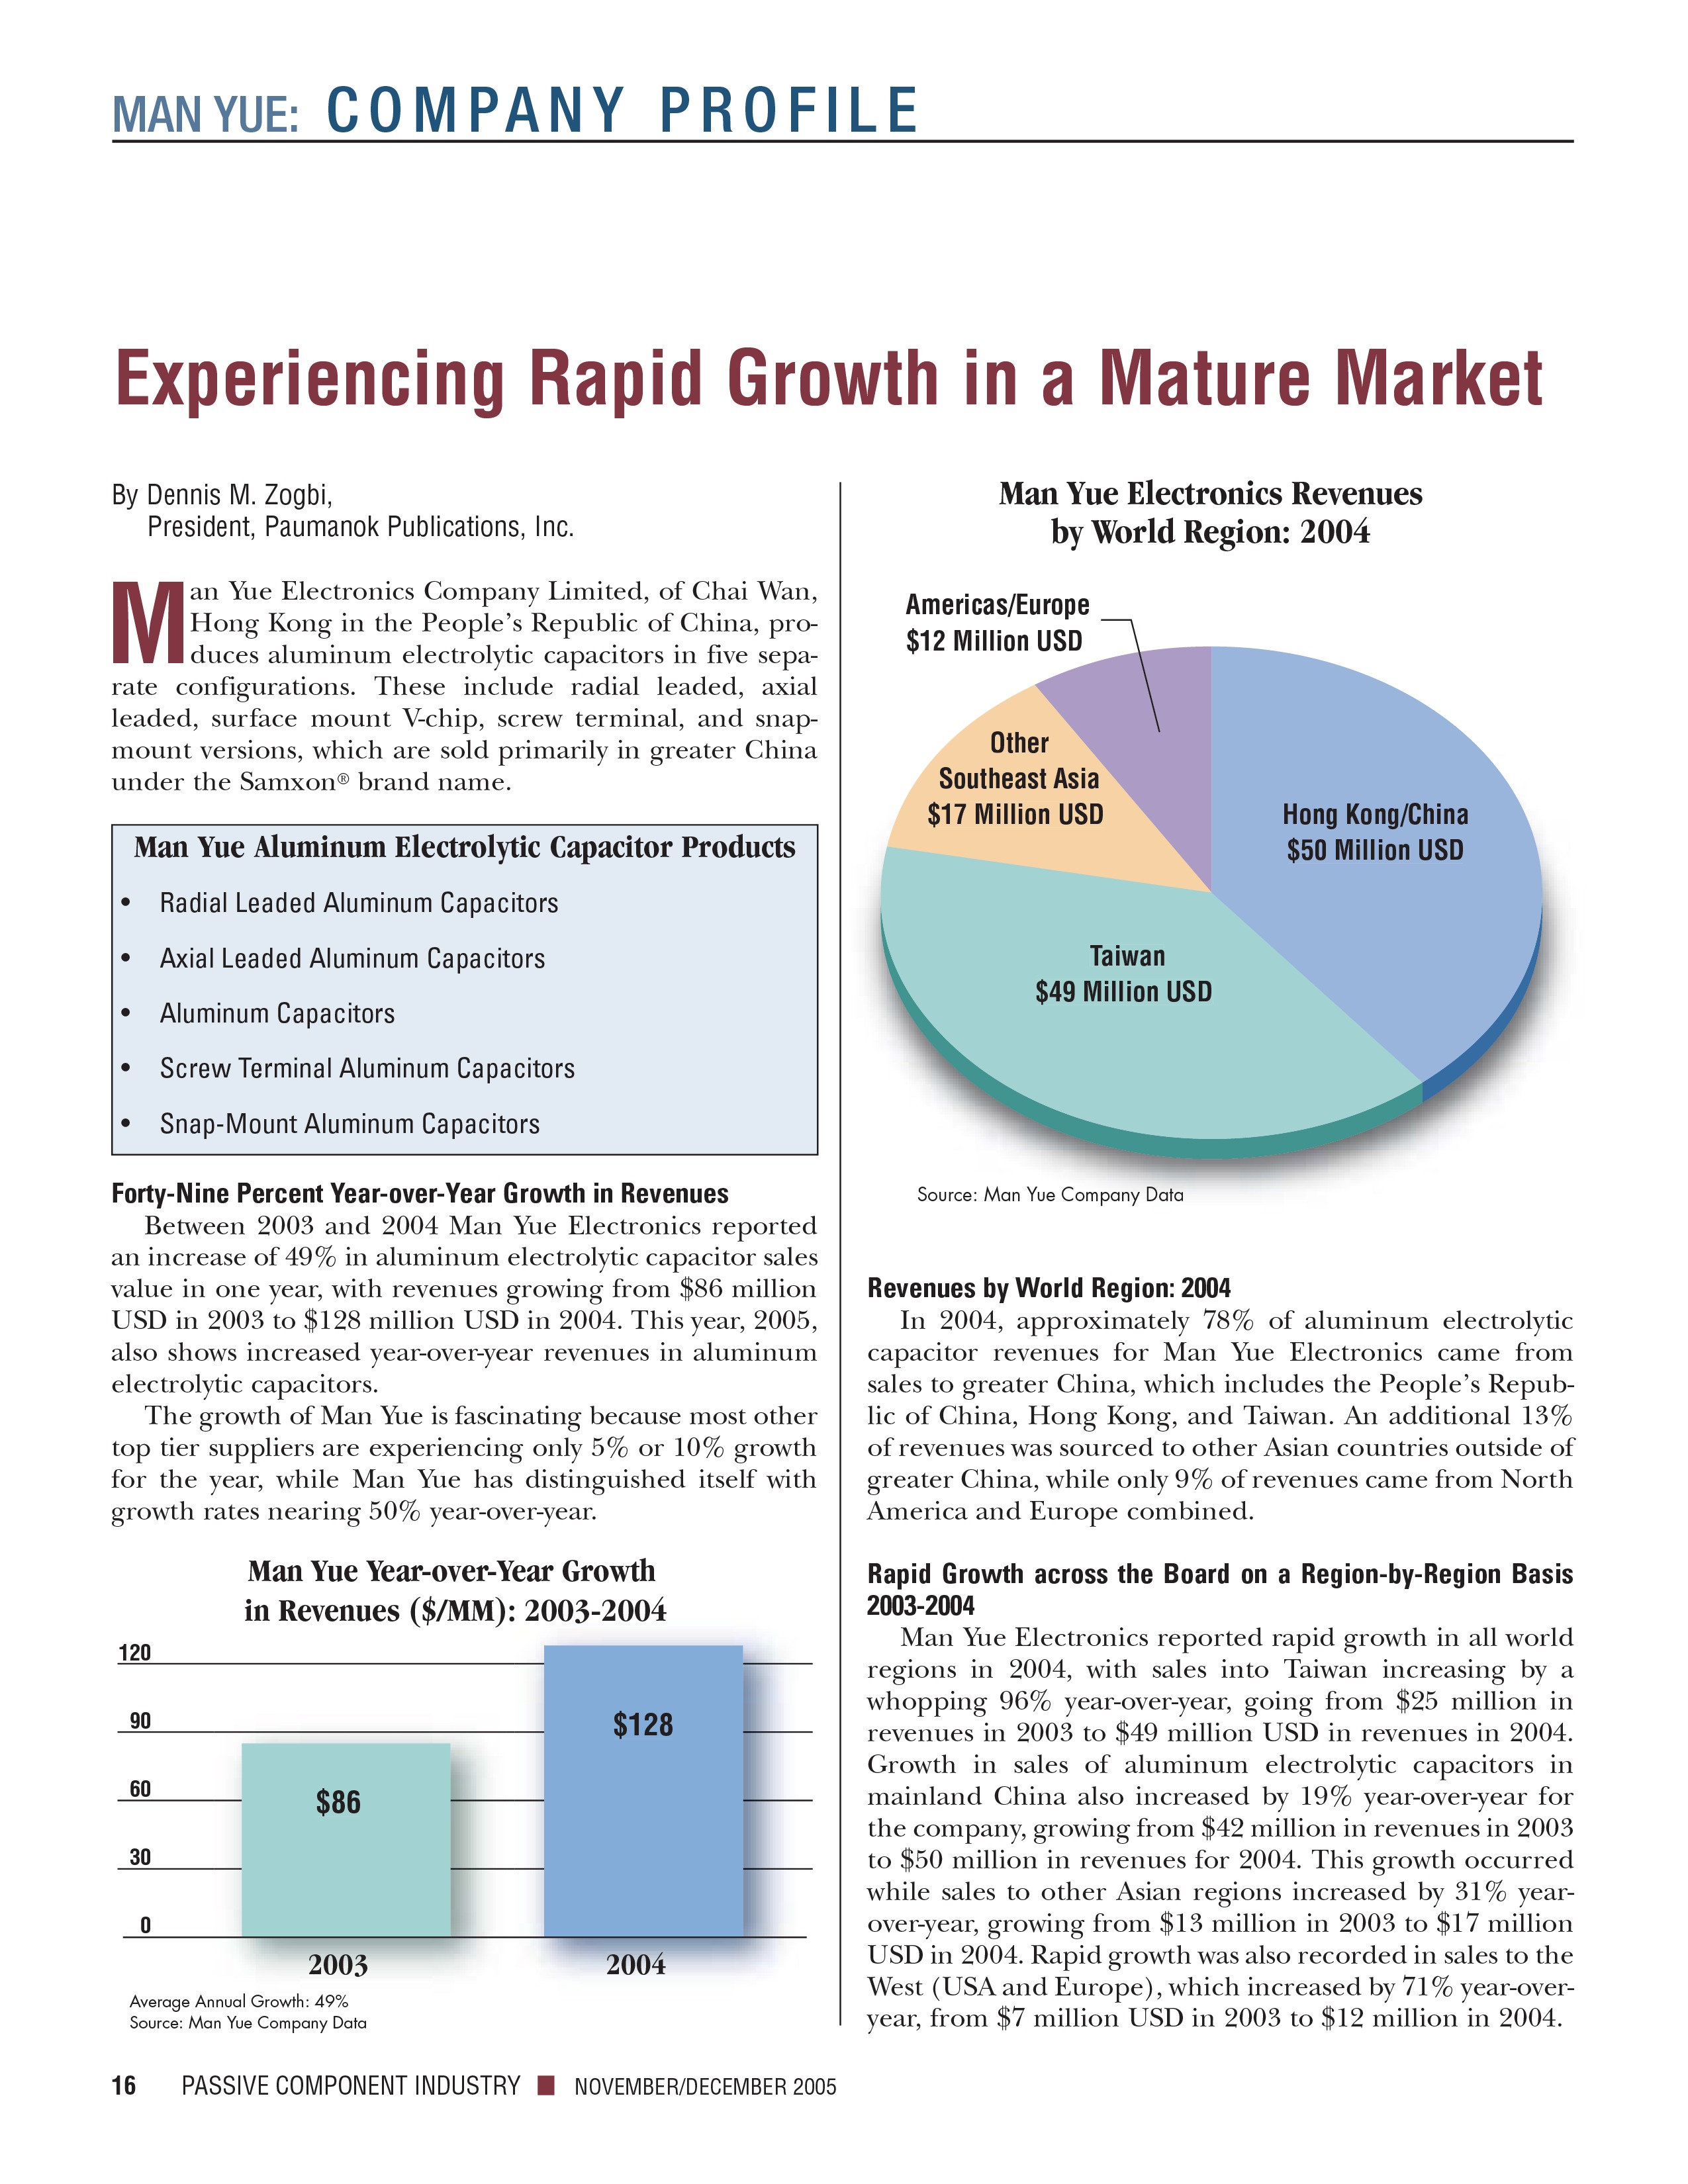 MAN YUE: COMPANY PROFILE
Experiencing Rapid Growth in a Mature Market
By Dennis M. Zogbi,
President, Paumanok Publications, Inc.
Man Yue Electronics Company Limited, of Chai Wan,
Hong Kong in the People's Republic of China, pro-
duces aluminum electrolytic capacitors in five sepa-
rate configurations. These include radial leaded, axial
leaded, surface mount V-chip, screw terminal, and snap-
mount versions, which are sold primarily in greater China
under the Samxon® brand name.
Man Yue Aluminum Electrolytic Capacitor Products
• Radial Leaded Aluminum Capacitors
• Axial Leaded Aluminum Capacitors
• Aluminum Capacitors
• Screw Terminal Aluminum Capacitors
• Snap-Mount Aluminum Capacitors
Forty-Nine Percent Year-over-Year Growth in Revenues
Between 2003 and 2004 Man Yue Electronics reported
an increase of 49% in aluminum electrolytic capacitor sales
value in one year, with revenues growing from $86 million
USD in 2003 to $128 million USD in 2004. This year, 2005,
also shows increased year-over-year revenues in aluminum
electrolytic capacitors.
The growth of Man Yue is fascinating because most other
top tier suppliers are experiencing only 5% or 10% growth
for the year, while Man Yue has distinguished itself with
growth rates nearing 50% year-over-year.
Man Yue Year-over-Year Growth
in Revenues ($/MM): 2003-2004
120
90
60
30
0
$86
$128
2003
2004
Average Annual Growth: 49%
Source: Man Yue Company Data
Man Yue Electronics Revenues
by World Region: 2004
Americas/Europe
$12 Million USD
Other
Southeast Asia
$17 Million USD
Hong Kong/China
$50 Million USD
Taiwan
$49 Million USD
Source: Man Yue Company Data
Revenues by World Region: 2004
In 2004, approximately 78% of aluminum electrolytic
capacitor revenues for Man Yue Electronics came from
sales to greater China, which includes the People's Repub-
lic of China, Hong Kong, and Taiwan. An additional 13%
of revenues was sourced to other Asian countries outside of
greater China, while only 9% of revenues came from North
America and Europe combined.
Rapid Growth across the Board on a Region-by-Region Basis
2003-2004
Man Yue Electronics reported rapid growth in all world
regions in 2004, with sales into Taiwan increasing by a
whopping 96% year-over-year, going from $25 million in
revenues in 2003 to $49 million USD in revenues in 2004.
Growth in sales of aluminum electrolytic capacitors in
mainland China also increased by 19% year-over-year for
the company, growing from $42 million in revenues in 2003
to $50 million in revenues for 2004. This growth occurred
while sales to other Asian regions increased by 31% year-
over-year, growing from $13 million in 2003 to $17 million
USD in 2004. Rapid growth was also recorded in sales to the
West (USA and Europe), which increased by 71% year-over-
year, from $7 million USD in 2003 to $12 million in 2004.
16 PASSIVE COMPONENT INDUSTRY ■ NOVEMBER/DECEMBER 2005